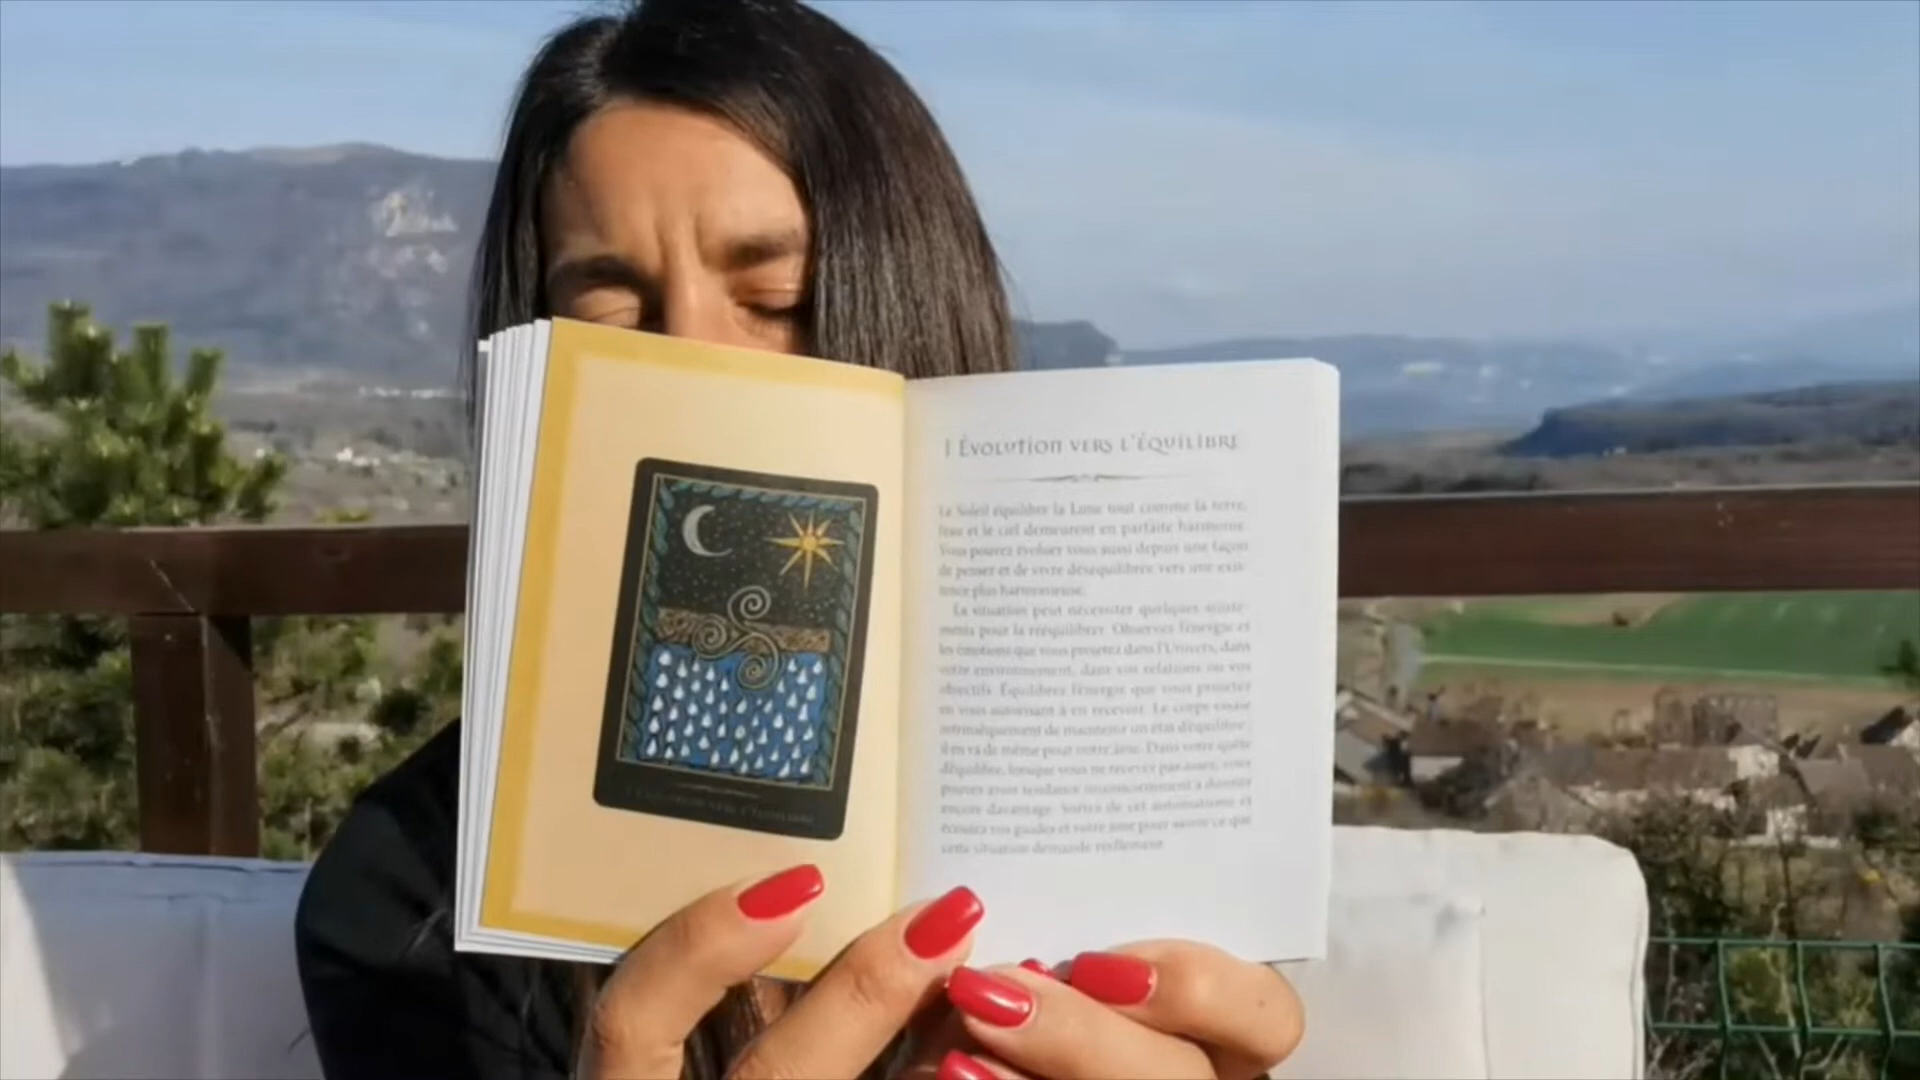 1 ÉVOLUTION VERS L'ÉQUILIBRE
1 Évolution vers l'équilibre
Le Soleil équilibre la Lune tout comme la terre,
l'eau et le ciel demeurent en parfaite harmonie.
Vous pouvez évoluer vous aussi depuis une façon
de penser et de vivre déséquilibrée vers une exis-
tence plus harmonieuse.
La situation peut nécessiter quelques ajuste-
ments pour la rééquilibrer. Observez l'énergie et
les émotions que vous projetez dans l'Univers, dans
votre environnement, dans vos relations ou vos
objectifs. Équilibrez l'énergie que vous projetez
en vous autorisant à en recevoir. Le corps essaie
intrinsèquement de maintenir un état d'équilibre ;
il en va de même pour votre âme. Dans votre quête
d'équilibre, lorsque vous ne recevez pas assez, vous
pouvez avoir tendance inconsciemment à donner
encore davantage. Sortez de cet automatisme et
écoutez vos guides et votre âme pour savoir ce que
cette situation demande réellement.